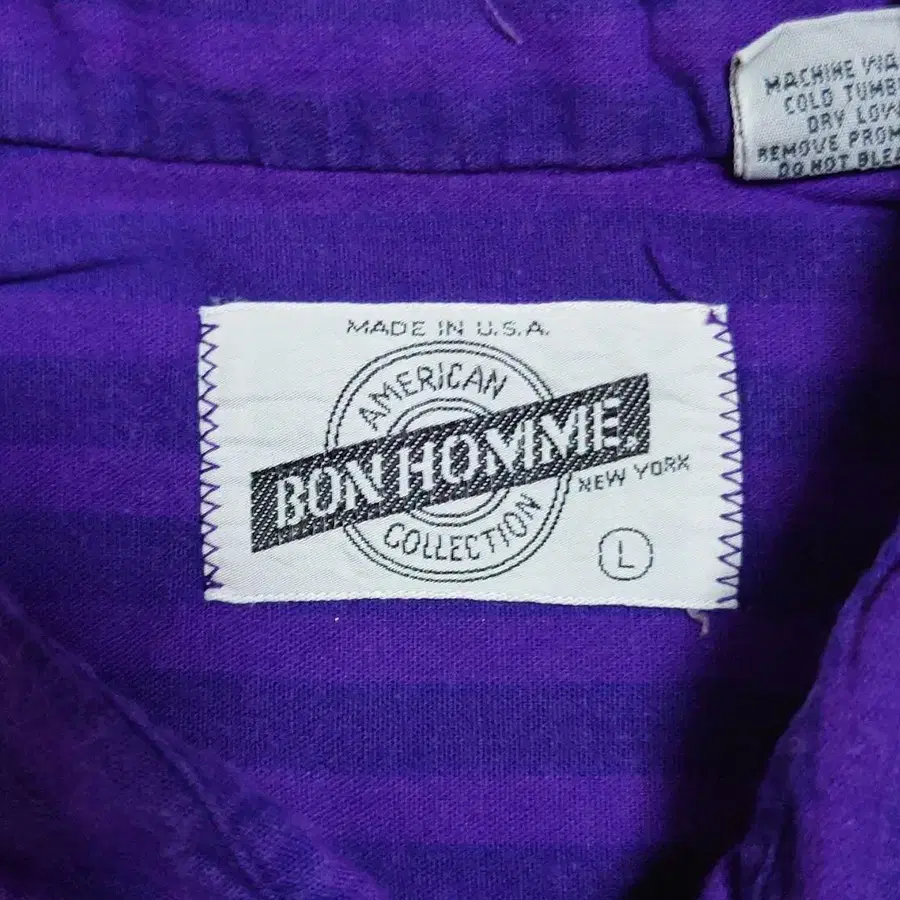 MACHINE WA
COLD TUMB
DRY LOW
REMOVE PROM
DO NOT BLEA
MADE IN U.S.A.
AMERICAN
BON HOMME.
NEW YORK
COLLECTION
L